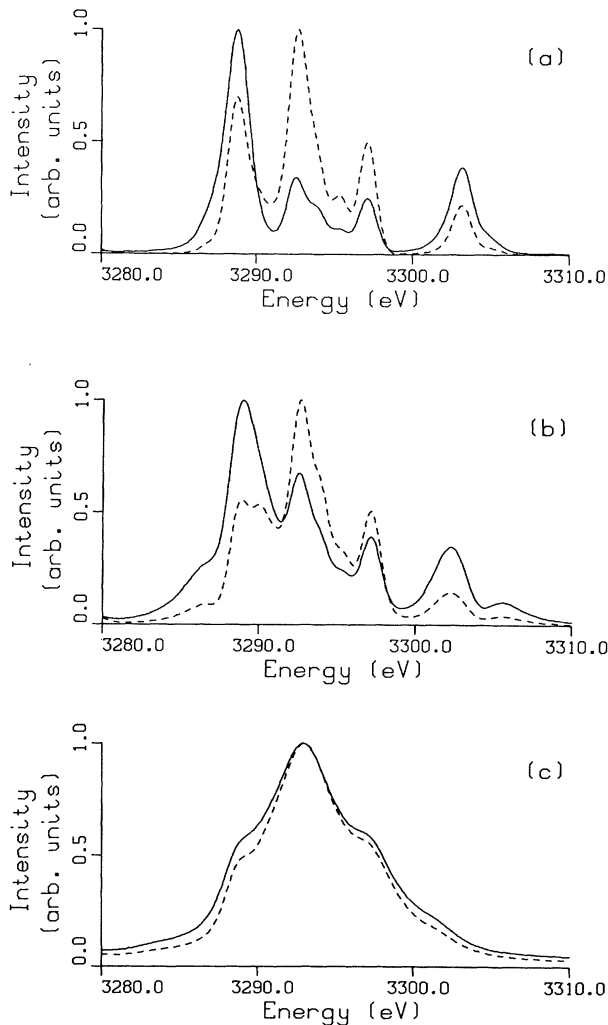 (a)
Intensity
(arb. units)
1.0
0.5
0.0
3280.0 3290.0 3300.0 3310.0
Energy (eV)
(b)
Intensity
(arb. units)
1.0
0.5
0.0
3280.0 3290.0 3300.0 3310.0
Energy (eV)
(c)
Intensity
(arb. units)
1.0
0.5
0.0
3280.0 3290.0 3300.0 3310.0
Energy (eV)